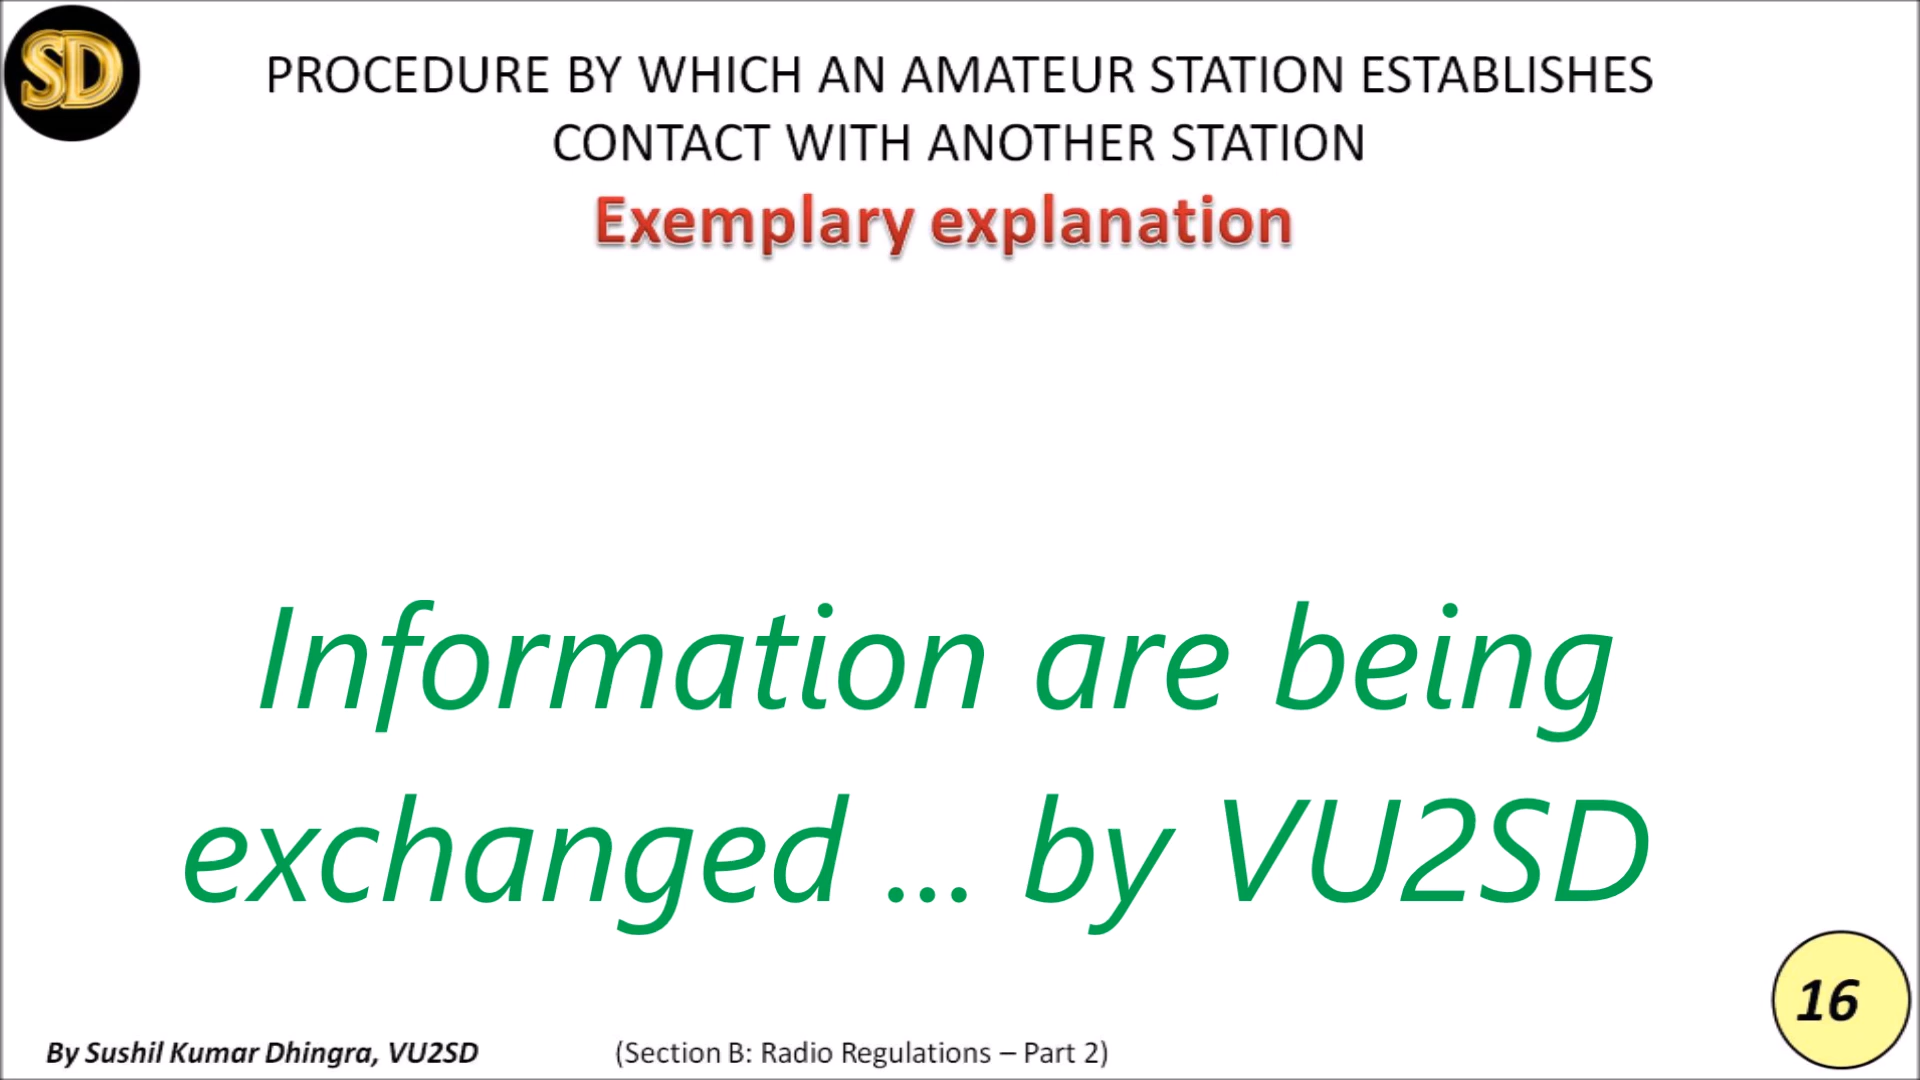 SD
PROCEDURE BY WHICH AN AMATEUR STATION ESTABLISHES
CONTACT WITH ANOTHER STATION
Exemplary explanation
Information are being
exchanged ... by VU2SD
16
By Sushil Kumar Dhingra, VU2SD
(Section B: Radio Regulations – Part 2)